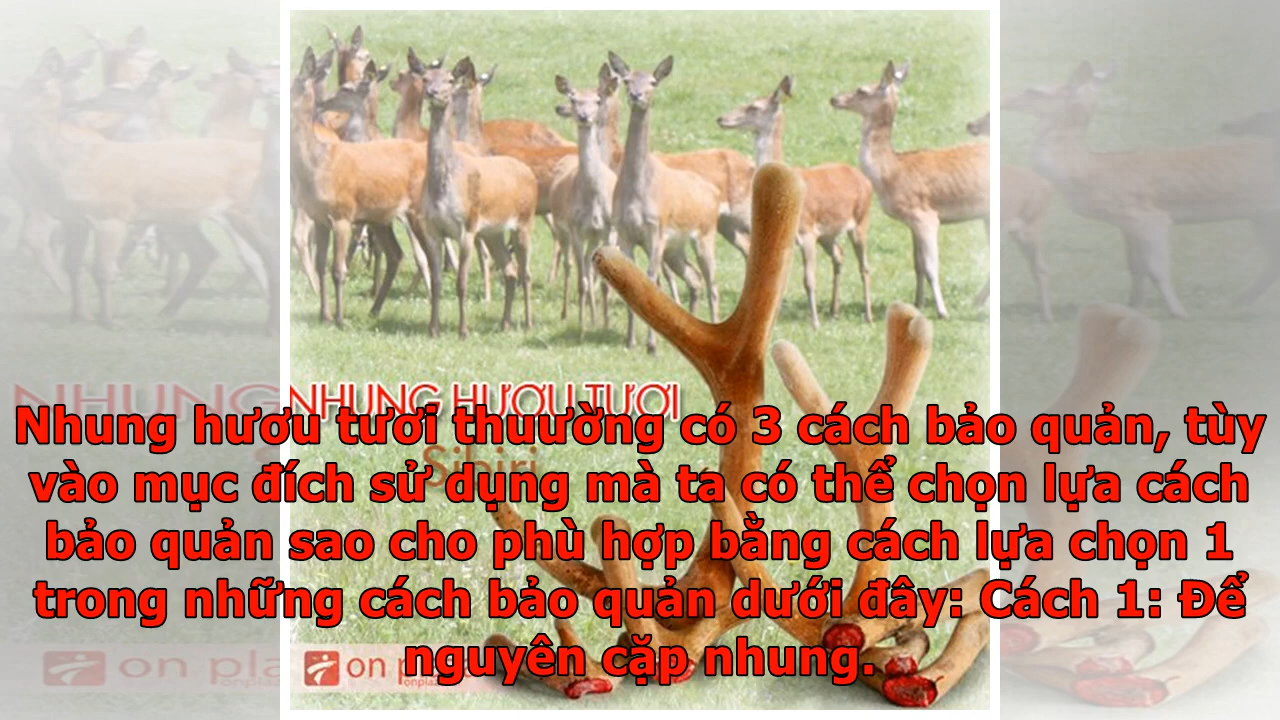 NHUNG HƯƠU TƯƠI
Nhung hươu tươi thuường có 3 cách bảo quản, tùy
Sibiri
vào mục đích sử dụng mà ta có thể chọn lựa cách
bảo quản sao cho phù hợp bằng cách lựa chọn 1
trong những cách bảo quản dưới đây: Cách 1: Để
nguyên cặp nhung.
on p